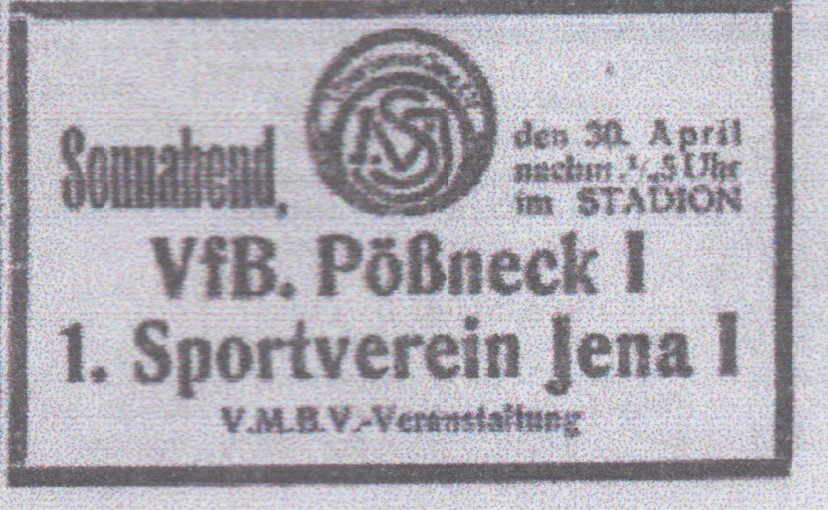 Sonnabend,
den 30. April
nachm. ½5 Uhr
im STADION
VfB. Pößneck I
1. Sportverein Jena I
V.M.B.V.-Veranstaltung